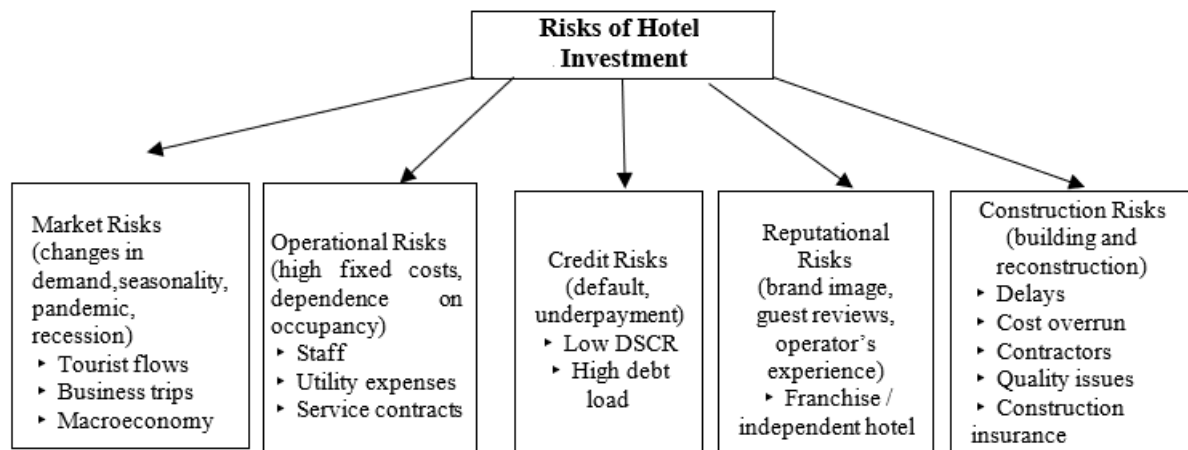 Risks of Hotel
Investment
Market Risks
(changes in
demand,seasonality,
pandemic,
recession)
‣ Tourist flows
‣ Business trips
‣ Macroeconomy
Operational Risks
(high fixed costs,
dependence on
occupancy)
‣ Staff
‣ Utility expenses
‣ Service contracts
Credit Risks
(default,
underpayment)
‣ Low DSCR
‣ High debt
load
Reputational
Risks
(brand image,
guest reviews,
operator’s
experience)
‣ Franchise /
independent hotel
Construction Risks
(building and
reconstruction)
‣ Delays
‣ Cost overrun
‣ Contractors
‣ Quality issues
‣ Construction
insurance